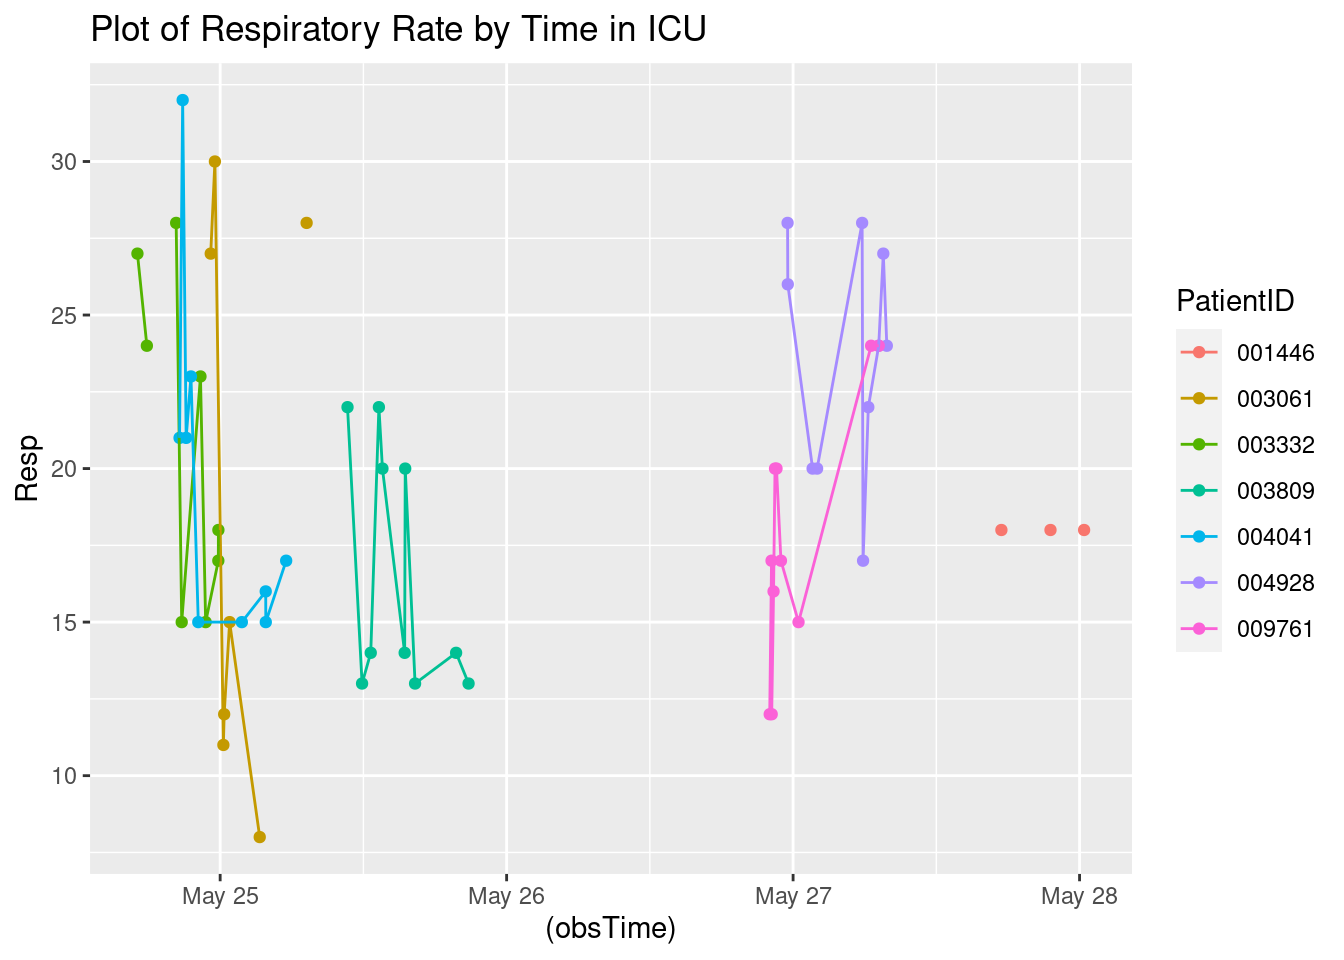 Plot of Respiratory Rate by Time in ICU
30
25
20
15
10
Resp
May 25
May 26
May 27
May 28
(obsTime)
PatientID
001446
003061
003332
003809
004041
004928
009761